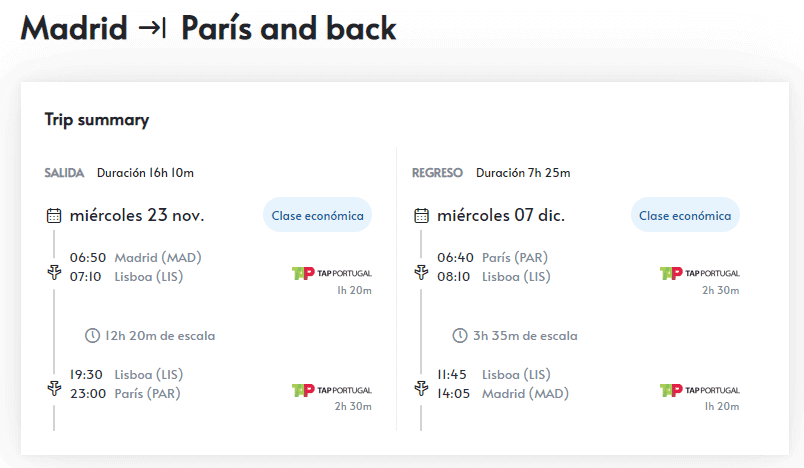 Madrid → París and back
Trip summary
SALIDA Duración 16h 10m
miércoles 23 nov. Clase económica
06:50 Madrid (MAD)
07:10 Lisboa (LIS)
TAP TAP PORTUGAL
1h 20m
12h 20m de escala
19:30 Lisboa (LIS)
23:00 París (PAR)
TAP TAP PORTUGAL
2h 30m
REGRESO Duración 7h 25m
miércoles 07 dic. Clase económica
06:40 París (PAR)
08:10 Lisboa (LIS)
TAP TAP PORTUGAL
2h 30m
3h 35m de escala
11:45 Lisboa (LIS)
14:05 Madrid (MAD)
TAP TAP PORTUGAL
1h 20m